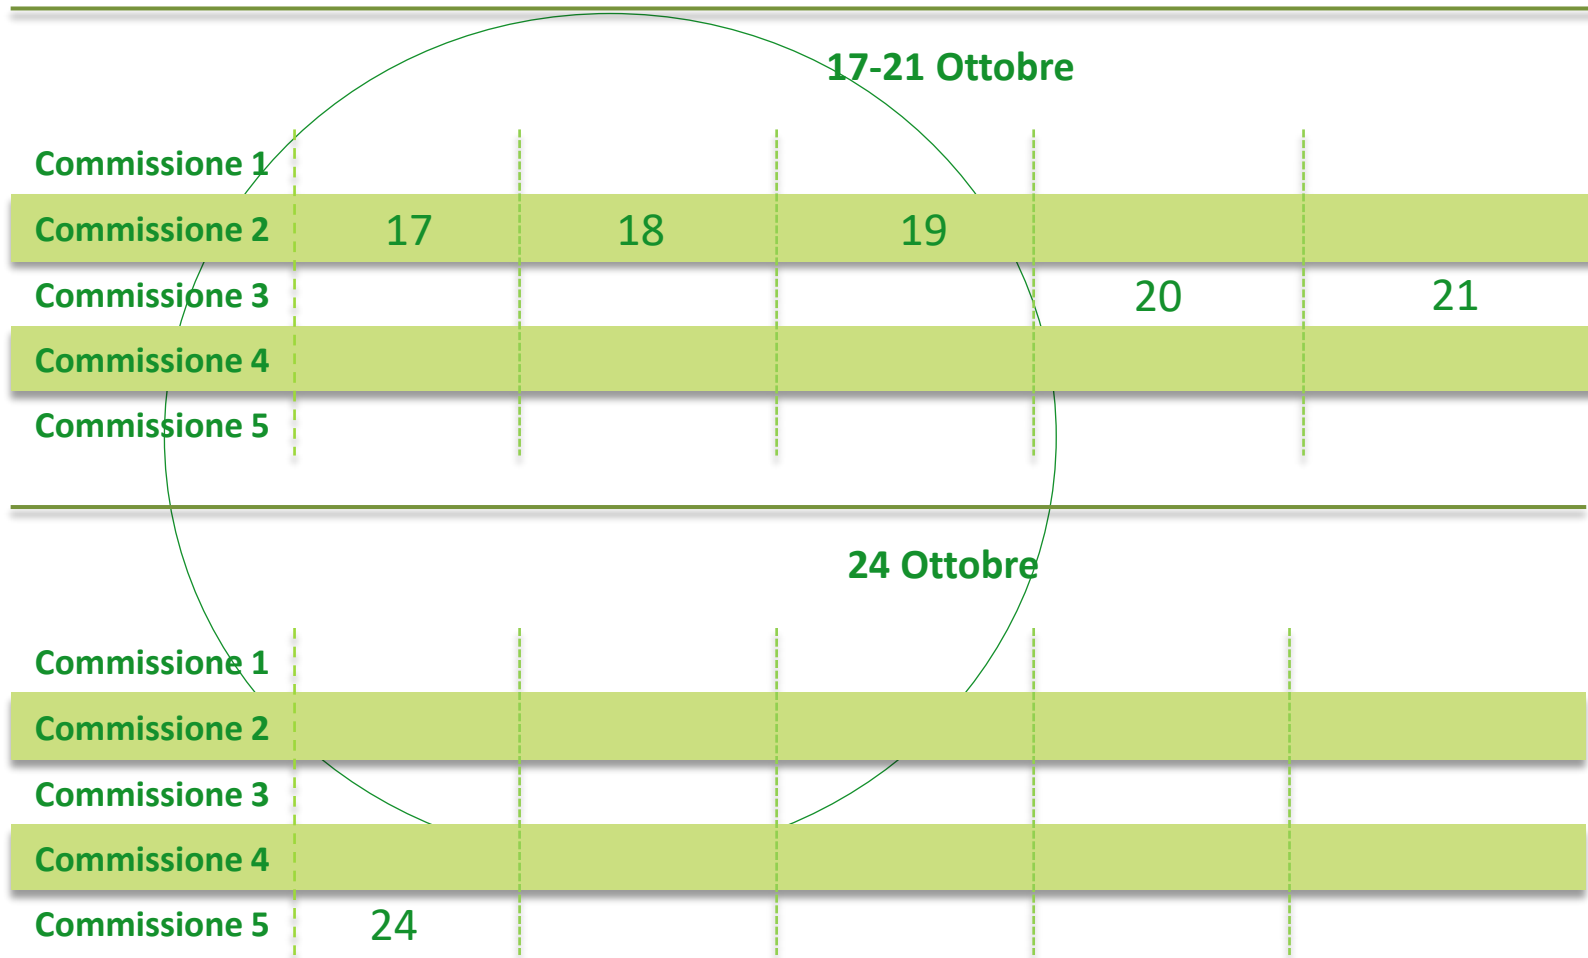 17-21 Ottobre
Commissione 1
Commissione 2 17 18 19
Commissione 3 20 21
Commissione 4
Commissione 5
24 Ottobre
Commissione 1
Commissione 2
Commissione 3
Commissione 4
Commissione 5 24